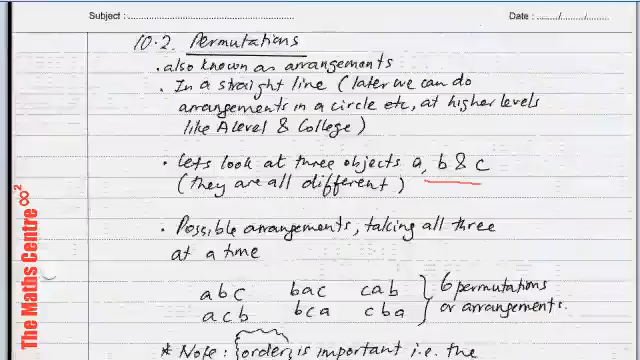 Subject : Date : / /
10.2 Permutations
. also known as arrangements
. In a straight line (later we can do
arrangements in a circle etc, at higher levels
like A level & College)
. Lets look at three objects a, b & c
(they are all different)
. Possible arrangements, taking all three
at a time
abc bac cab } 6 permutations
acb bca cba or arrangements.
* Note : {order} is important i.e. the
The Maths Centre ∞²